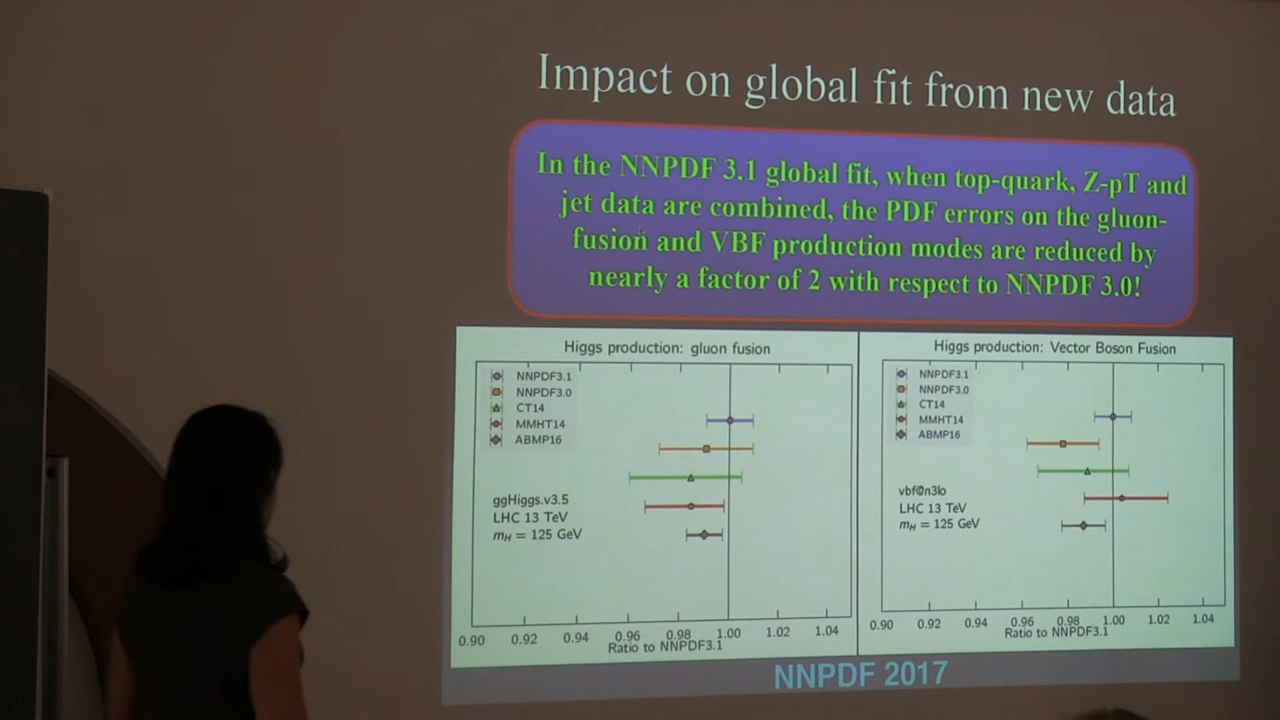 Impact on global fit from new data
In the NNPDF 3.1 global fit, when top-quark, Z-pT and
jet data are combined, the PDF errors on the gluon-
fusion and VBF production modes are reduced by
nearly a factor of 2 with respect to NNPDF 3.0!
Higgs production: gluon fusion
NNPDF3.1
NNPDF3.0
CT14
MMHT14
ABMP16
ggHiggs.v3.5
LHC 13 TeV
mH = 125 GeV
0.90 0.92 0.94 0.96 0.98 1.00 1.02 1.04
Ratio to NNPDF3.1
Higgs production: Vector Boson Fusion
NNPDF3.1
NNPDF3.0
CT14
MMHT14
ABMP16
vbf@n3lo
LHC 13 TeV
mH = 125 GeV
0.90 0.92 0.94 0.96 0.98 1.00 1.02 1.04
Ratio to NNPDF3.1
NNPDF 2017